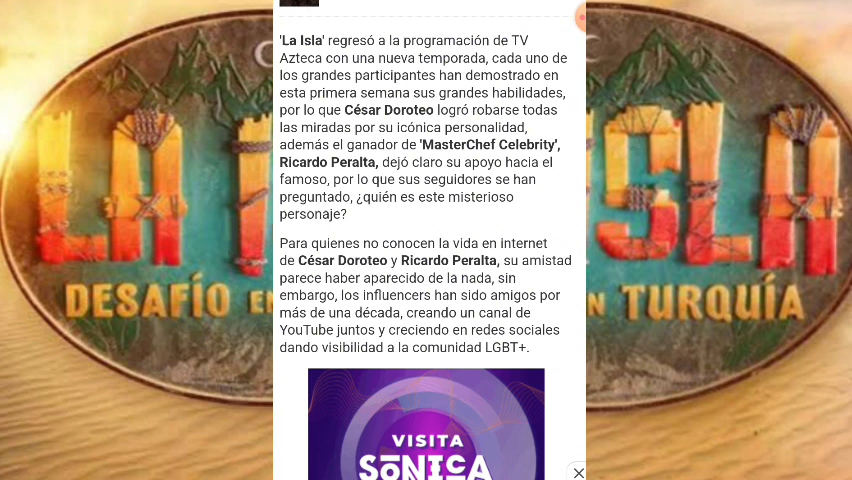 'La Isla' regresó a la programación de TV
Azteca con una nueva temporada, cada uno de
los grandes participantes han demostrado en
esta primera semana sus grandes habilidades,
por lo que César Doroteo logró robarse todas
las miradas por su icónica personalidad,
además el ganador de 'MasterChef Celebrity',
Ricardo Peralta, dejó claro su apoyo hacia el
famoso, por lo que sus seguidores se han
preguntado, ¿quién es este misterioso
personaje?
Para quienes no conocen la vida en internet
de César Doroteo y Ricardo Peralta, su amistad
parece haber aparecido de la nada, sin
embargo, los influencers han sido amigos por
más de una década, creando un canal de
YouTube juntos y creciendo en redes sociales
dando visibilidad a la comunidad LGBT+.
VISITA
SÓNICA
LA I
SLA
DESAFÍO EN
N TURQUÍA